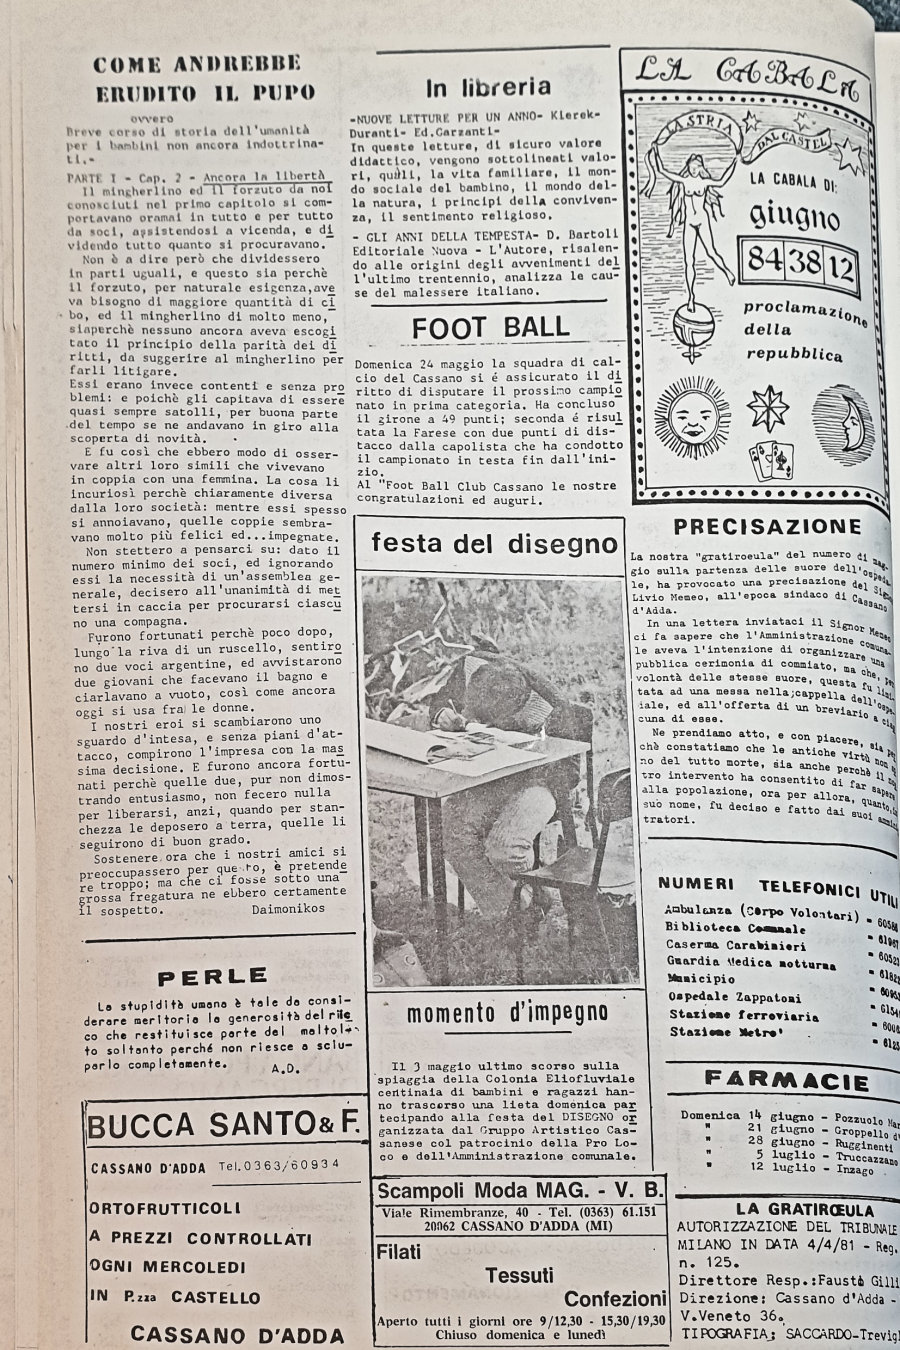 COME ANDREBBE
ERUDITO IL PUPO
ovvero
Breve corso di storia dell'umanità
per i bambini non ancora indottrina-
ti.-
PARTE I - Cap. 2 - Ancora la libertà
Il mingherlino ed il forzuto da noi
conosciuti nel primo capitolo si com-
portavano oramai in tutto e per tutto
da soci, assistendosi a vicenda, e di
videndo tutto quanto si procuravano.
Non è a dire però che dividessero
in parti uguali, e questo sia perchè
il forzuto, per naturale esigenza,ave
va bisogno di maggiore quantità di ci
bo, ed il mingherlino di molto meno,
siaperchè nessuno ancora aveva escogi
tato il principio della parità dei di
ritti, da suggerire al mingherlino per
farli litigare.
Essi erano invece contenti e senza pro
blemi: e poichè gli capitava di essere
quasi sempre satolli, per buona parte
del tempo se ne andavano in giro alla
scoperta di novità.
E fu così che ebbero modo di osser-
vare altri loro simili che vivevano
in coppia con una femmina. La cosa li
incuriosì perchè chiaramente diversa
dalla loro società: mentre essi spesso
si annoiavano, quelle coppie sembra-
vano molto più felici ed...impegnate.
Non stettero a pensarci su: dato il
numero minimo dei soci, ed ignorando
essi la necessità di un'assemblea ge-
nerale, decisero all'unanimità di met
tersi in caccia per procurarsi ciascu
no una compagna.
Furono fortunati perchè poco dopo,
lungo la riva di un ruscello, sentiro
no due voci argentine, ed avvistarono
due giovani che facevano il bagno e
ciarlavano a vuoto, così come ancora
oggi si usa fra le donne.
I nostri eroi si scambiarono uno
sguardo d'intesa, e senza piani d'at-
tacco, compirono l'impresa con la mas
sima decisione. E furono ancora fortu-
nati perchè quelle due, pur non dimos-
trando entusiasmo, non fecero nulla
per liberarsi, anzi, quando per stan-
chezza le deposero a terra, quelle li
seguirono di buon grado.
Sostenere ora che i nostri amici si
preoccupassero per questo, è pretende
re troppo; ma che ci fosse sotto una
grossa fregatura ne ebbero certamente
il sospetto. Daimonikos
PERLE
La stupidità umana è tale da consi-
derare meritoria la generosità del rile
co che restituisce parte del maltol-
to soltanto perché non riesce a sciu-
parlo completamente. A.D.
BUCCA SANTO & F.
CASSANO D'ADDA Tel.0363/60934
ORTOFRUTTICOLI
A PREZZI CONTROLLATI
OGNI MERCOLEDI
IN P.zza CASTELLO
CASSANO D'ADDA
In libreria
-NUOVE LETTURE PER UN ANNO- Kierek-
Duranti- Ed.Garzanti-
In queste letture, di sicuro valore
didattico, vengono sottolineati valo-
ri, quali, la vita familiare, il mon-
do sociale del bambino, il mondo del-
la natura, i principi della conviven-
za, il sentimento religioso.
- GLI ANNI DELLA TEMPESTA- D. Bartoli
Editoriale Nuova - L'Autore, risalen-
do alle origini degli avvenimenti del
l'ultimo trentennio, analizza le cau-
se del malessere italiano.
FOOT BALL
Domenica 24 maggio la squadra di cal-
cio del Cassano si é assicurato il di
ritto di disputare il prossimo campio
nato in prima categoria. Ha concluso
il girone a 49 punti; seconda é risul
tata la Farese con due punti di dis-
tacco dalla capolista che ha condotto
il campionato in testa fin dall'ini-
zio.
Al "Foot Ball Club Cassano le nostre
congratulazioni ed auguri.
festa del disegno
momento d'impegno
Il 3 maggio ultimo scorso sulla
spiaggia della Colonia Eliofluviale
centinaia di bambini e ragazzi han-
no trascorso una lieta domenica par
tecipando alla festa del DISEGNO or
ganizzata dal Gruppo Artistico Cas-
sanese col patrocinio della Pro Lo-
co e dell'Amministrazione comunale.
Scampoli Moda MAG. - V. B.
Viale Rimembranze, 40 - Tel. (0363) 61.151
20062 CASSANO D'ADDA (MI)
Filati
Tessuti
Confezioni
Aperto tutti i giorni ore 9/12,30 - 15,30/19,30
Chiuso domenica e lunedì
LA CABALA
LA STRIA
DAL CASTEL
LA CABALA DI:
giugno
84 38 12
proclamazione
della
repubblica
PRECISAZIONE
La nostra "gratiroeula" del numero di mag-
gio sulla partenza delle suore dell'ospeda-
le, ha provocato una precisazione del Signor
Livio Memeo, all'epoca sindaco di Cassano
d'Adda.
In una lettera inviataci il Signor Memeo
ci fa sapere che l'Amministrazione comuna-
le aveva l'intenzione di organizzare una
pubblica cerimonia di commiato, ma che, per
volontà delle stesse suore, questa fu limi-
tata ad una messa nella cappella dell'ospe-
dale, ed all'offerta di un breviario a cias
cuna di esse.
Ne prendiamo atto, e con piacere, sia per
chè constatiamo che le antiche virtù non
no del tutto morte, sia anche perchè il nos
tro intervento ha consentito di far sapere
alla popolazione, ora per allora, quanto, in
suo nome, fu deciso e fatto dai suoi ammini
tratori.
NUMERI TELEFONICI UTILI
Ambulanza (Corpo Volontari) -
Biblioteca Comunale -
Caserma Carabinieri -
Guardia Medica notturna -
Municipio -
Ospedale Zappatoni -
Stazione ferroviaria -
Stazione Metro' -
FARMACIE
Domenica 14 giugno - Pozzuolo Mar
" 21 giugno - Groppello d'
" 28 giugno - Rugginenti
" 5 luglio - Truccazzano
" 12 luglio - Inzago
LA GRATIRŒULA
AUTORIZZAZIONE DEL TRIBUNALE
MILANO IN DATA 4/4/81 - Reg.
n. 125.
Direttore Resp.:Fausto Gilli
Direzione: Cassano d'Adda -
V.Veneto 36.
TIPOGRAFIA: SACCARDO-Trevigl